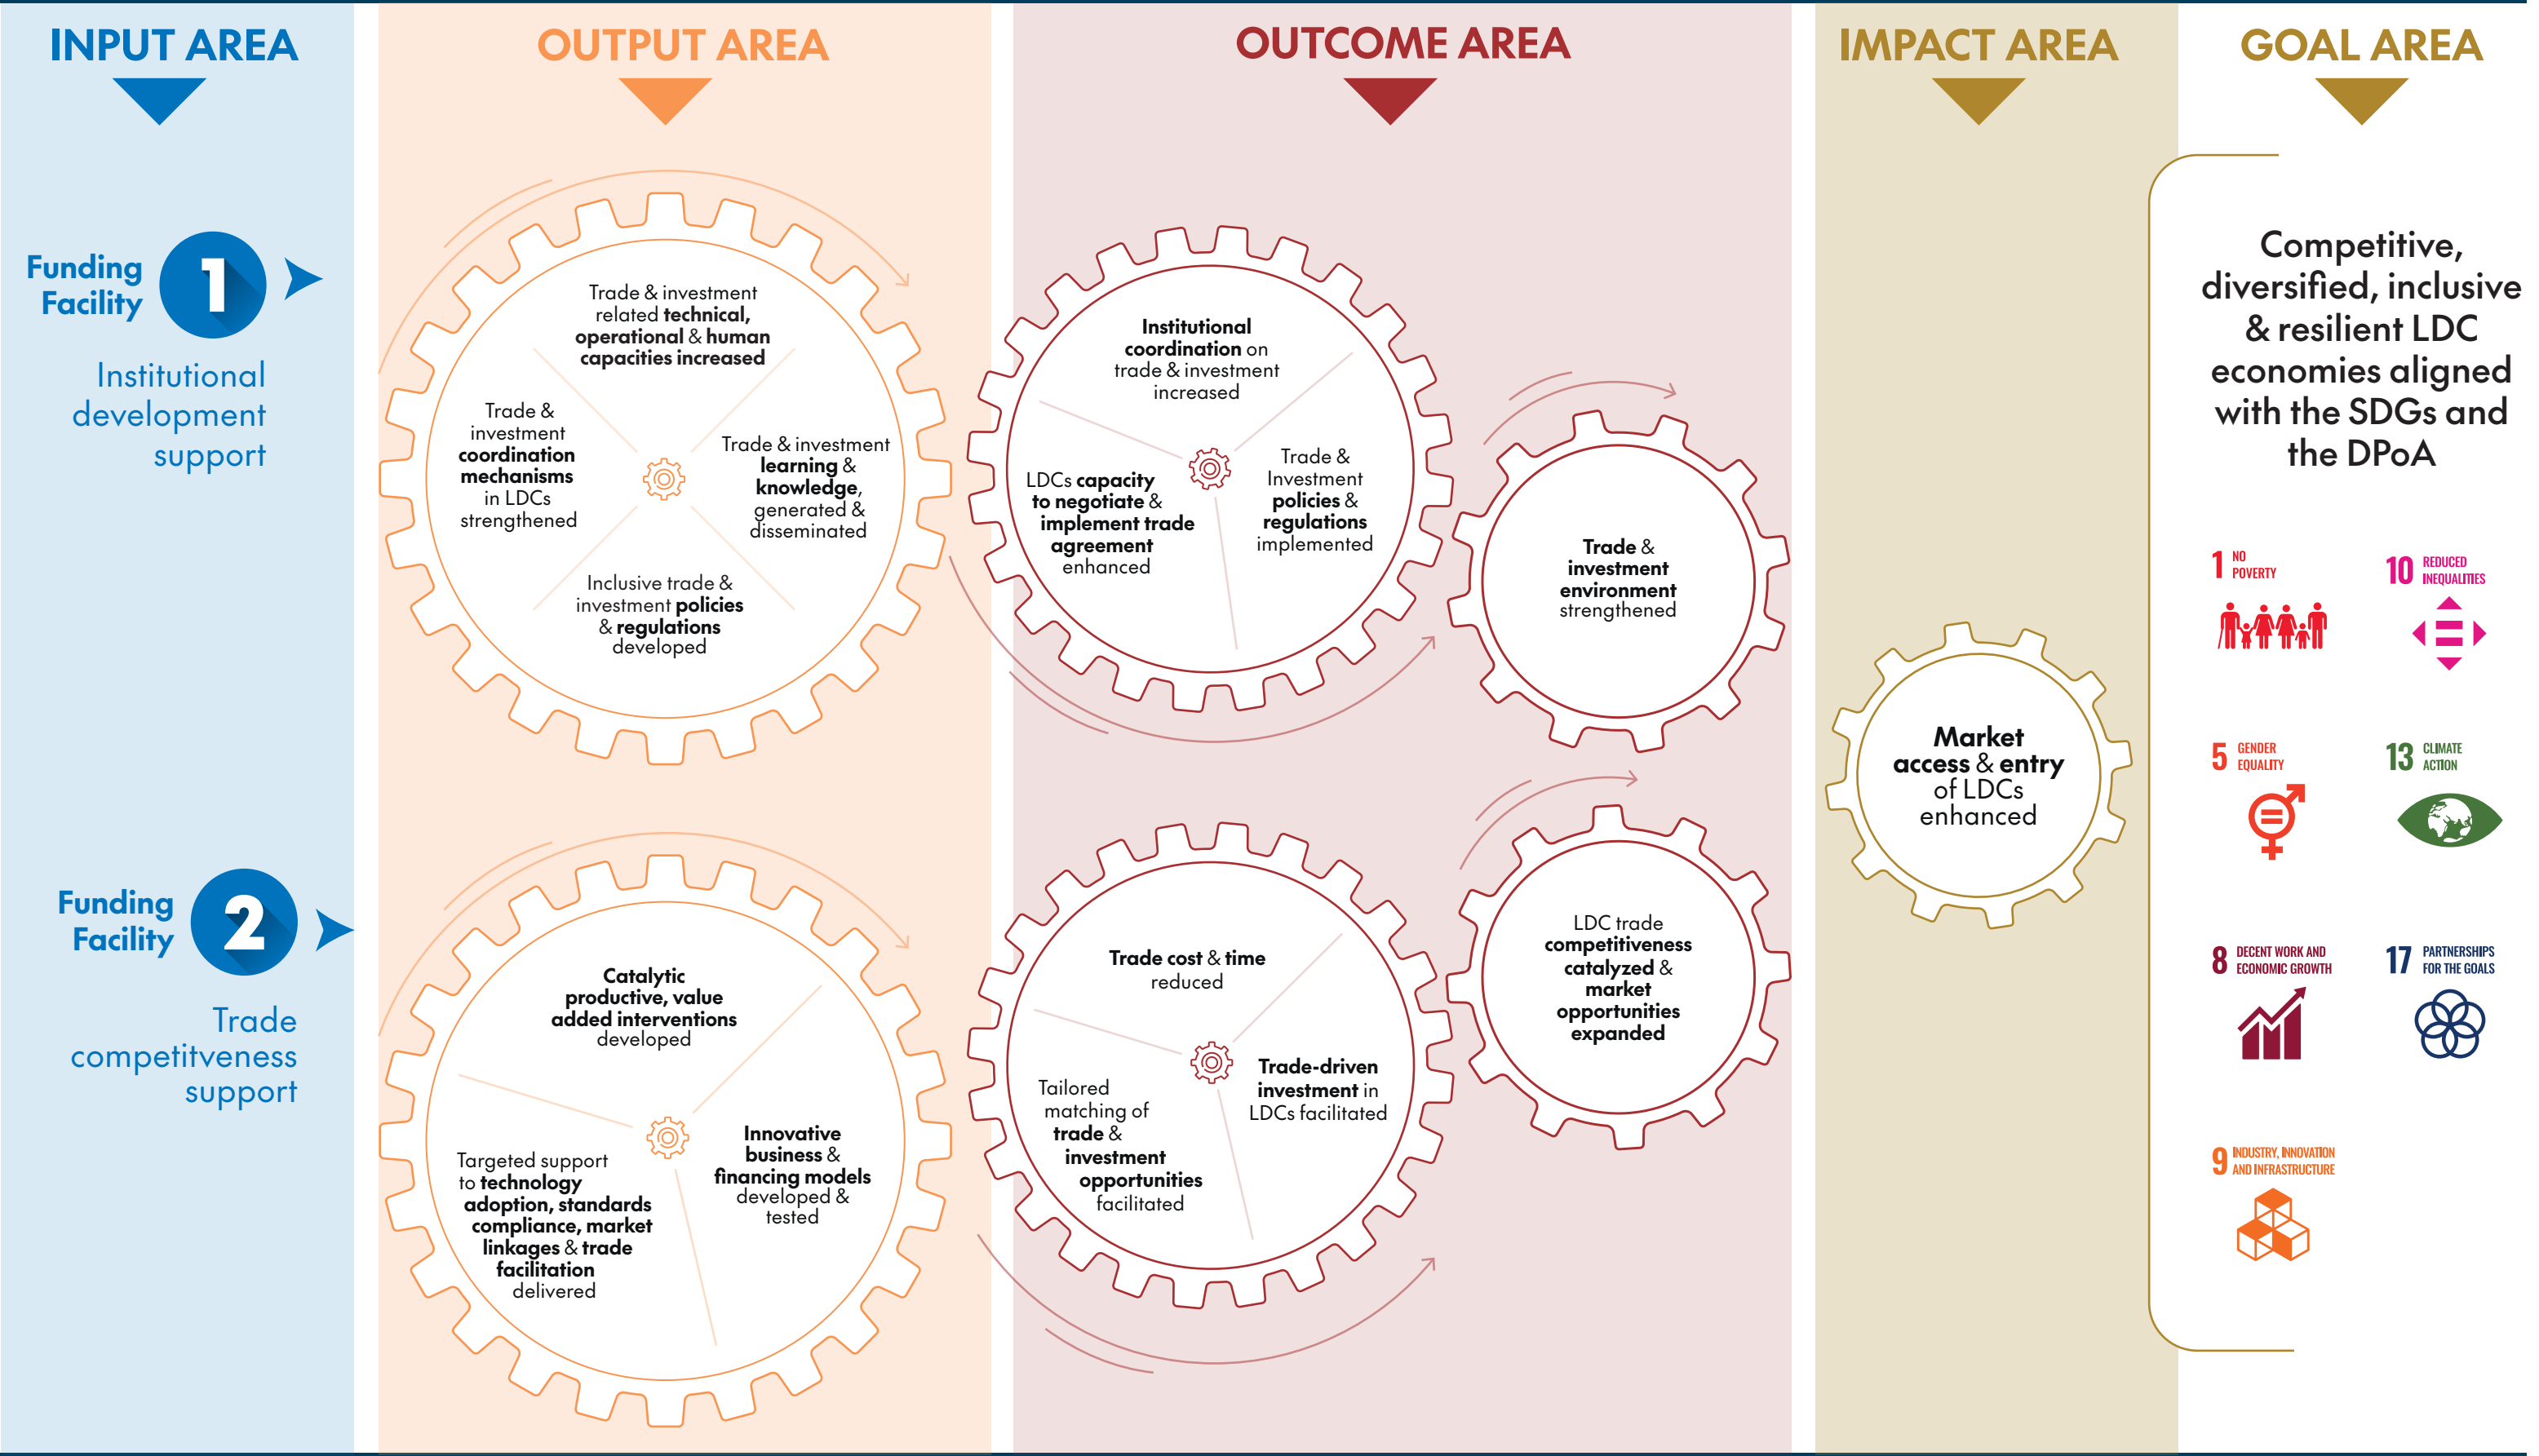 INPUT AREA
OUTPUT AREA
OUTCOME AREA
IMPACT AREA
GOAL AREA
Funding
Facility
1
Institutional
development
support
Funding
Facility
2
Trade
competitveness
support
Trade & investment
related technical,
operational & human
capacities increased
Trade &
investment
coordination
mechanisms
in LDCs
strengthened
Trade & investment
learning &
knowledge,
generated &
disseminated
Inclusive trade &
investment policies
& regulations
developed
Catalytic
productive, value
added interventions
developed
Targeted support
to technology
adoption, standards
compliance, market
linkages & trade
facilitation
delivered
Innovative
business &
financing models
developed &
tested
Institutional
coordination on
trade & investment
increased
LDCs capacity
to negotiate &
implement trade
agreement
enhanced
Trade &
Investment
policies &
regulations
implemented
Trade &
investment
environment
strengthened
Trade cost & time
reduced
Tailored
matching of
trade &
investment
opportunities
facilitated
Trade-driven
investment in
LDCs facilitated
LDC trade
competitiveness
catalyzed &
market
opportunities
expanded
Market
access & entry
of LDCs
enhanced
Competitive,
diversified, inclusive
& resilient LDC
economies aligned
with the SDGs and
the DPoA
1 NO
POVERTY
10 REDUCED
INEQUALITIES
5 GENDER
EQUALITY
13 CLIMATE
ACTION
8 DECENT WORK AND
ECONOMIC GROWTH
17 PARTNERSHIPS
FOR THE GOALS
9 INDUSTRY, INNOVATION
AND INFRASTRUCTURE